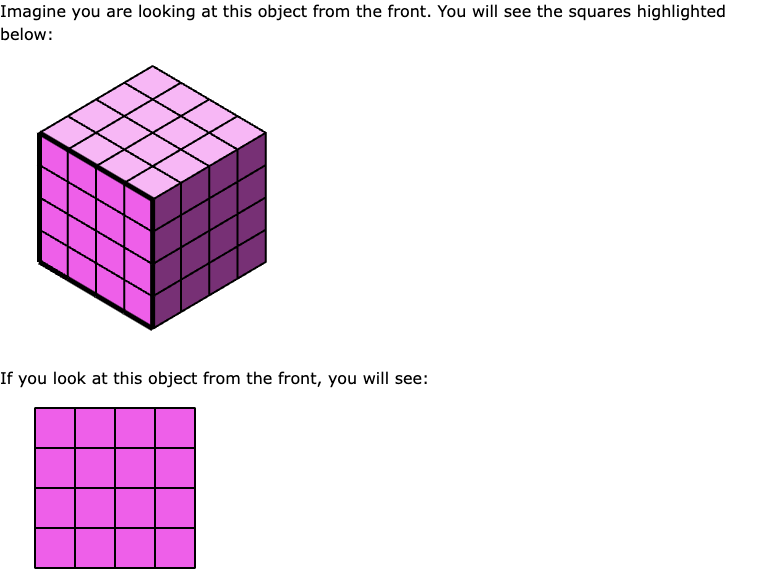 Imagine you are looking at this object from the front. You will see the squares highlighted
below:
If you look at this object from the front, you will see: